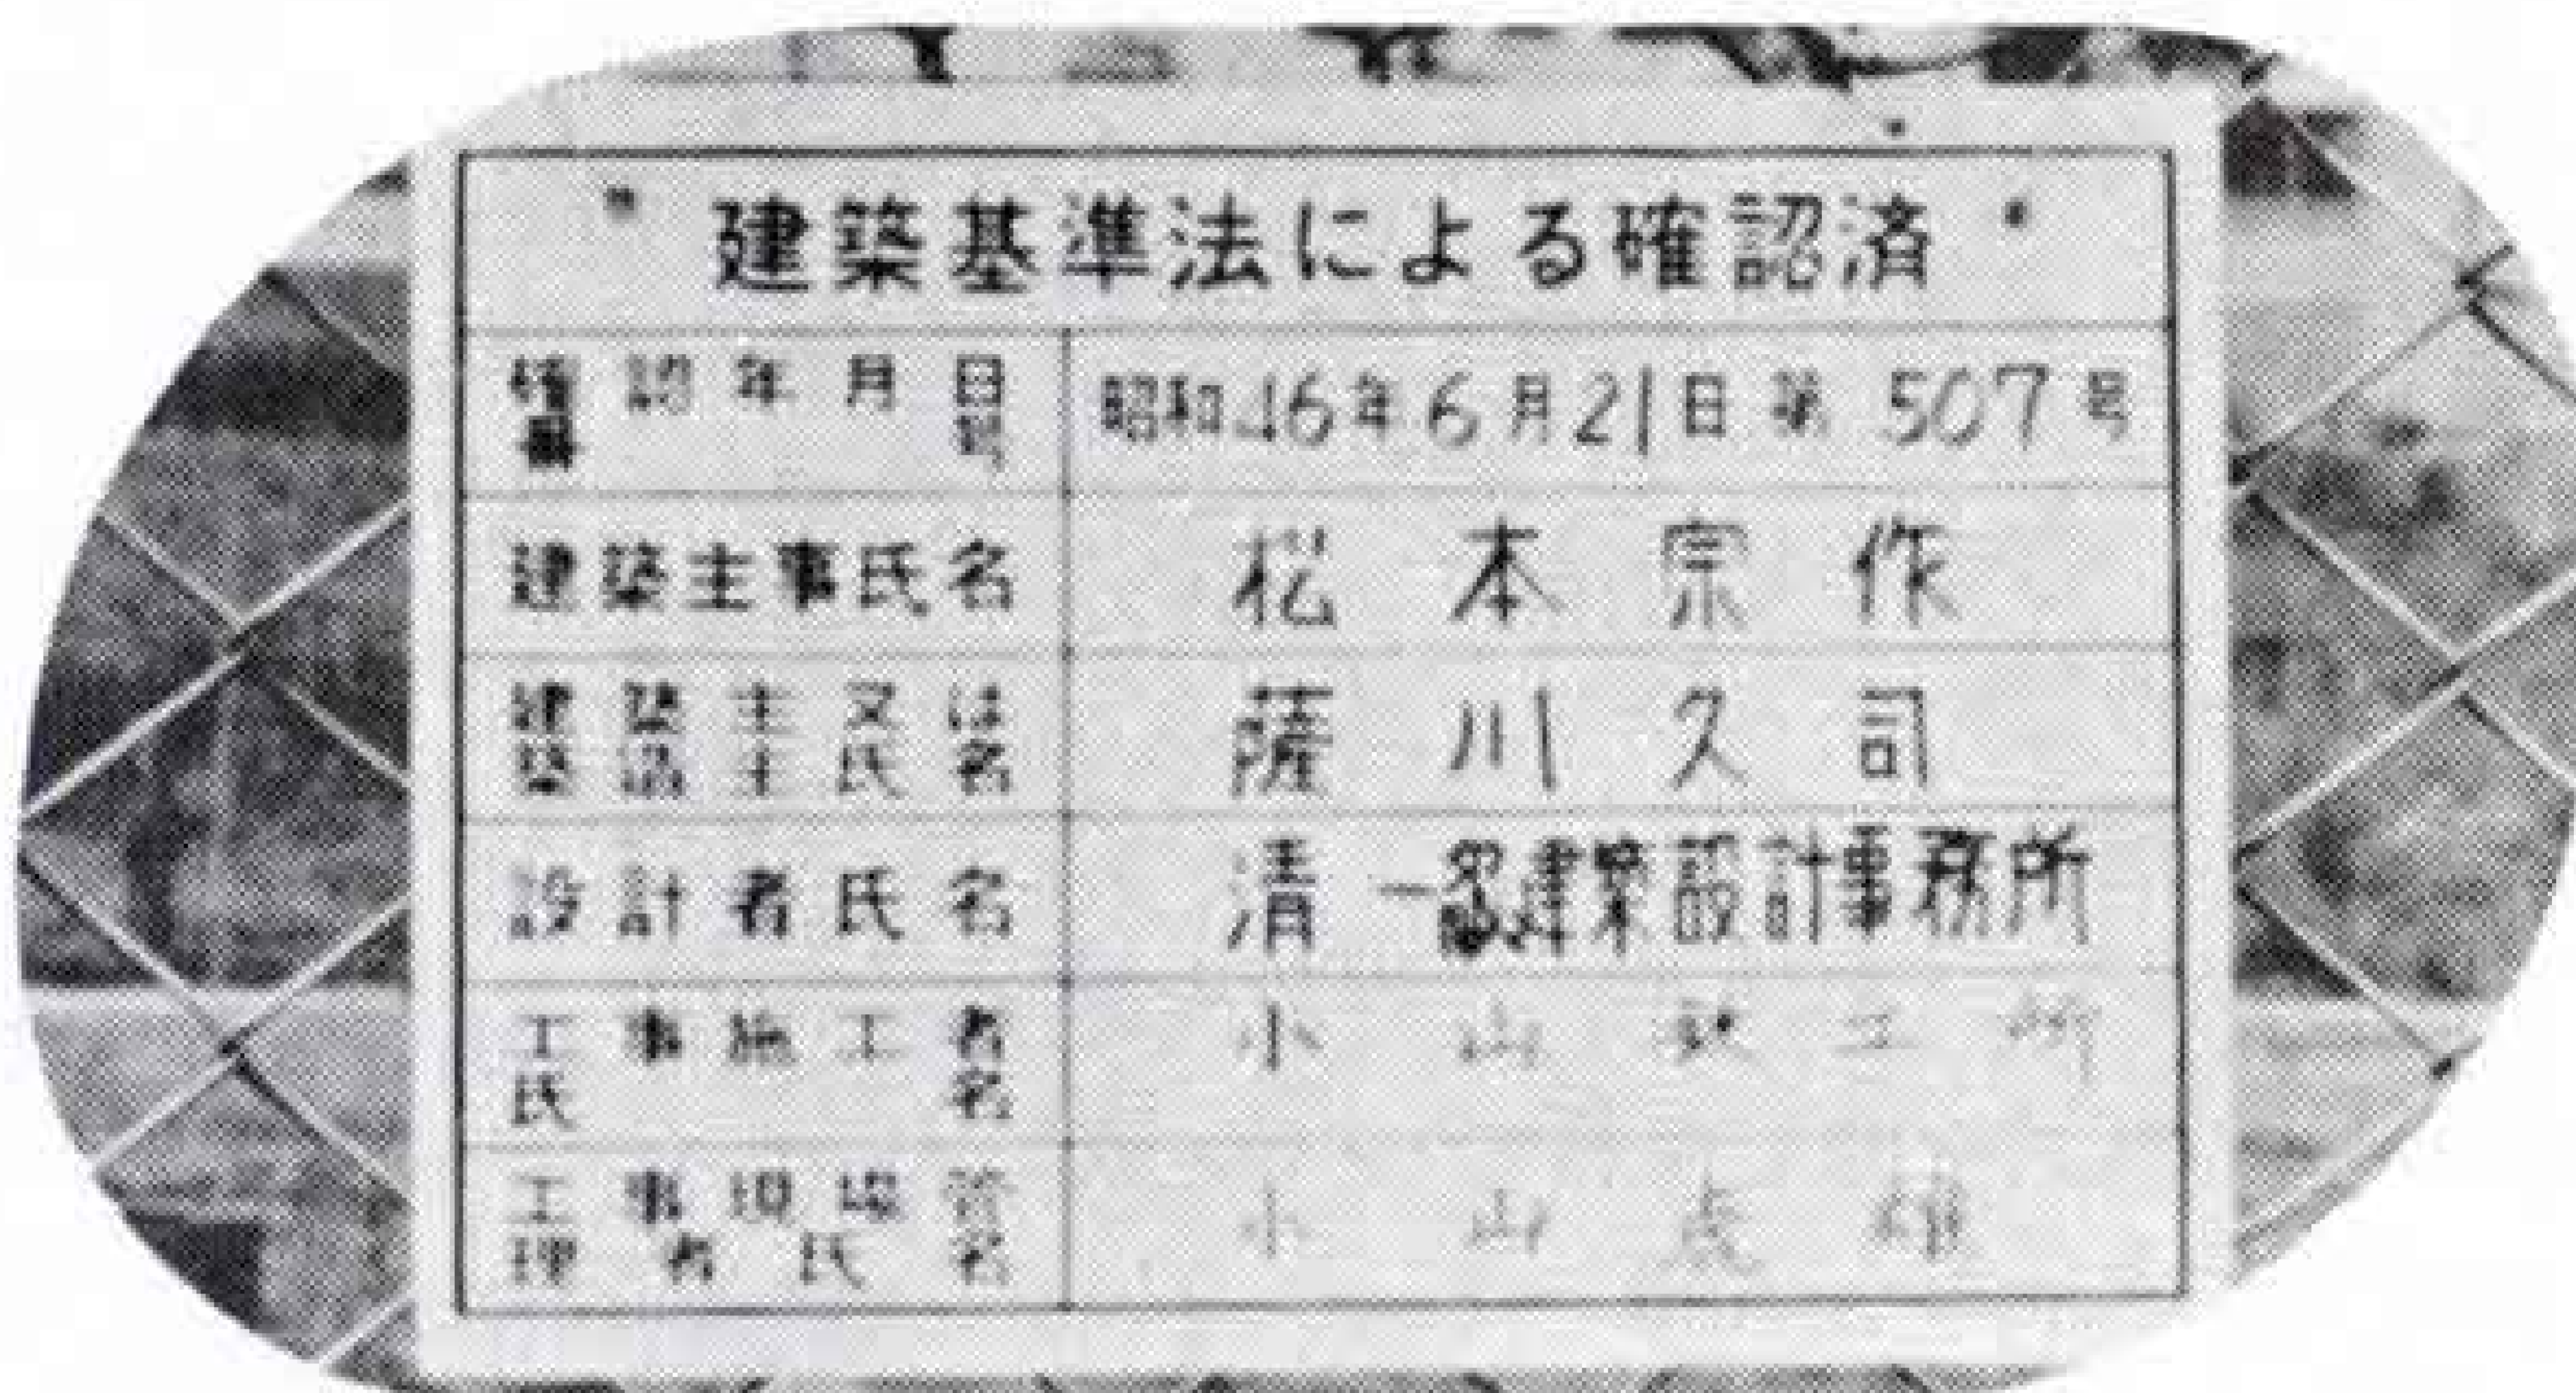 建築基準法による確認済
確認年月日
番号
昭和46年6月21日第507号
建築主事氏名
松本宗作
建築主又は
築造主氏名
薩川久司
設計者氏名
清一級建築設計事務所
工事施工者
氏名
小山鉄工所
工事現場管
理者氏名
小山